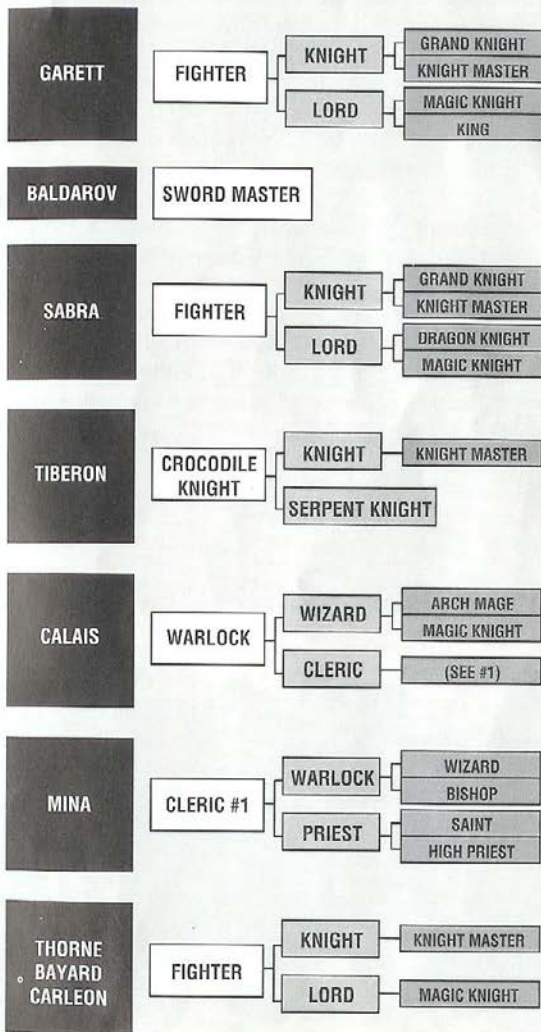 GARETT
FIGHTER
KNIGHT
GRAND KNIGHT
KNIGHT MASTER
LORD
MAGIC KNIGHT
KING
BALDAROV
SWORD MASTER
SABRA
FIGHTER
KNIGHT
GRAND KNIGHT
KNIGHT MASTER
LORD
DRAGON KNIGHT
MAGIC KNIGHT
TIBERON
CROCODILE
KNIGHT
KNIGHT
KNIGHT MASTER
SERPENT KNIGHT
CALAIS
WARLOCK
WIZARD
ARCH MAGE
MAGIC KNIGHT
CLERIC
(SEE #1)
MINA
CLERIC #1
WARLOCK
WIZARD
BISHOP
PRIEST
SAINT
HIGH PRIEST
THORNE
BAYARD
CARLEON
FIGHTER
KNIGHT
KNIGHT MASTER
LORD
MAGIC KNIGHT